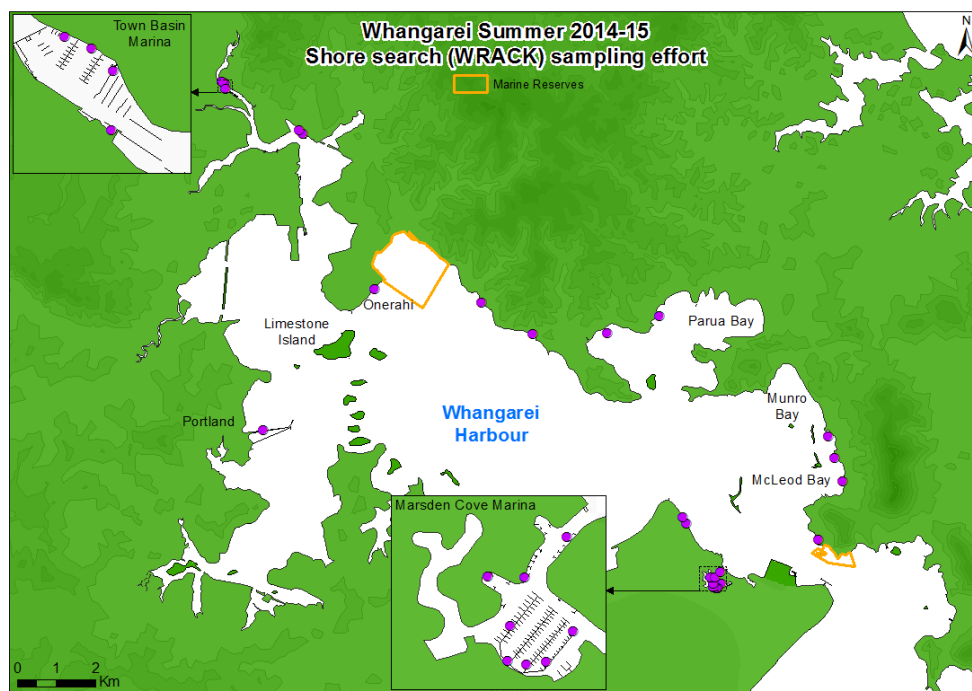 Town Basin
Marina
Whangarei Summer 2014-15
Shore search (WRACK) sampling effort
Marine Reserves
N
Onerahi
Limestone
Island
Parua Bay
Portland
Whangarei
Harbour
Munro
Bay
McLeod Bay
Marsden Cove Marina
0 1 2
Km